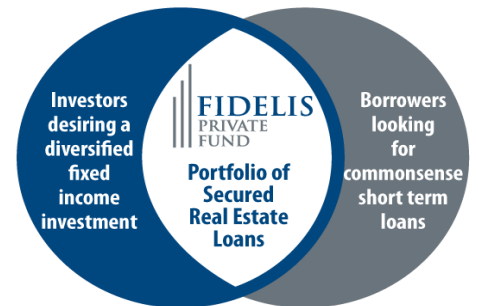 Investors
desiring a
diversified
fixed
income
investment
FIDELIS
PRIVATE
FUND
Portfolio of
Secured
Real Estate
Loans
Borrowers
looking
for
commonsense
short term
loans